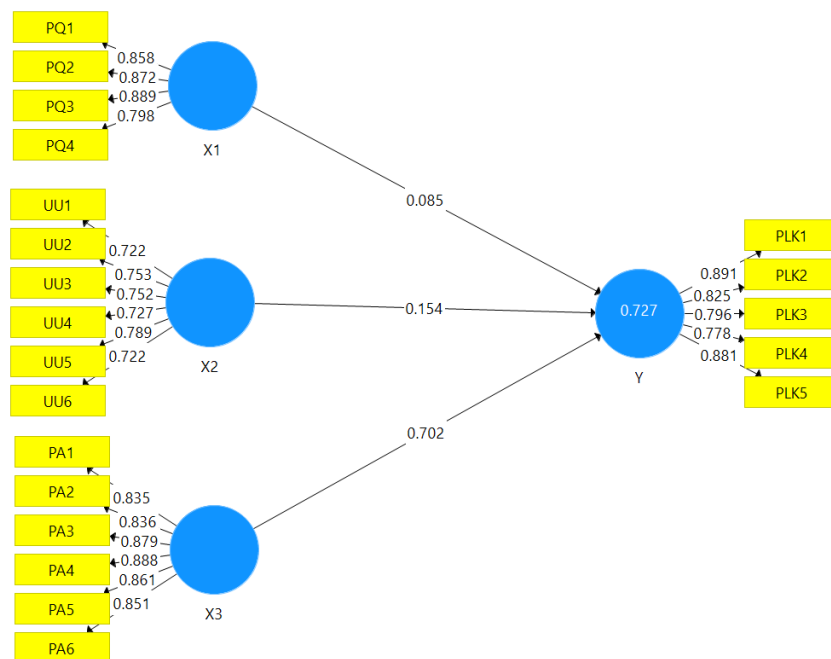 PQ1
PQ2
PQ3
PQ4
0.858
0.872
0.889
0.798
X1
0.085
UU1
UU2
UU3
UU4
UU5
UU6
0.722
0.753
0.752
0.727
0.789
0.722
X2
0.154
PA1
PA2
PA3
PA4
PA5
PA6
0.835
0.836
0.879
0.888
0.861
0.851
X3
0.702
0.727
Y
0.891
0.825
0.796
0.778
0.881
PLK1
PLK2
PLK3
PLK4
PLK5